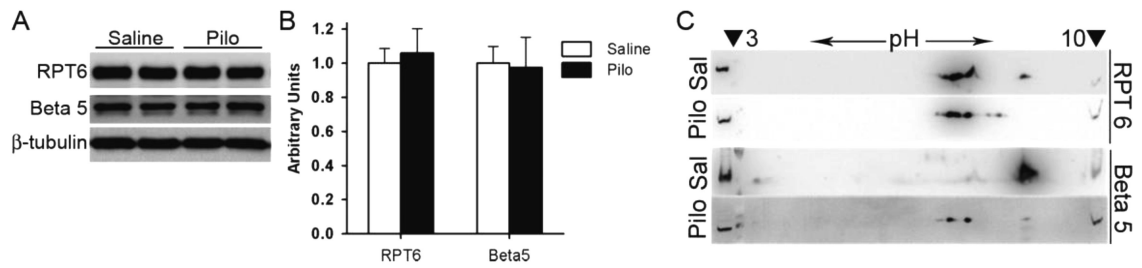 A
Saline Pilo
RPT6
Beta 5
β-tubulin
B
1.2
1.0
0.8
0.6
0.4
0.2
0.0
Arbitrary Units
RPT6 Beta5
Saline
Pilo
C
3 pH 10
Sal
Pilo
RPT 6
Sal
Pilo
Beta 5